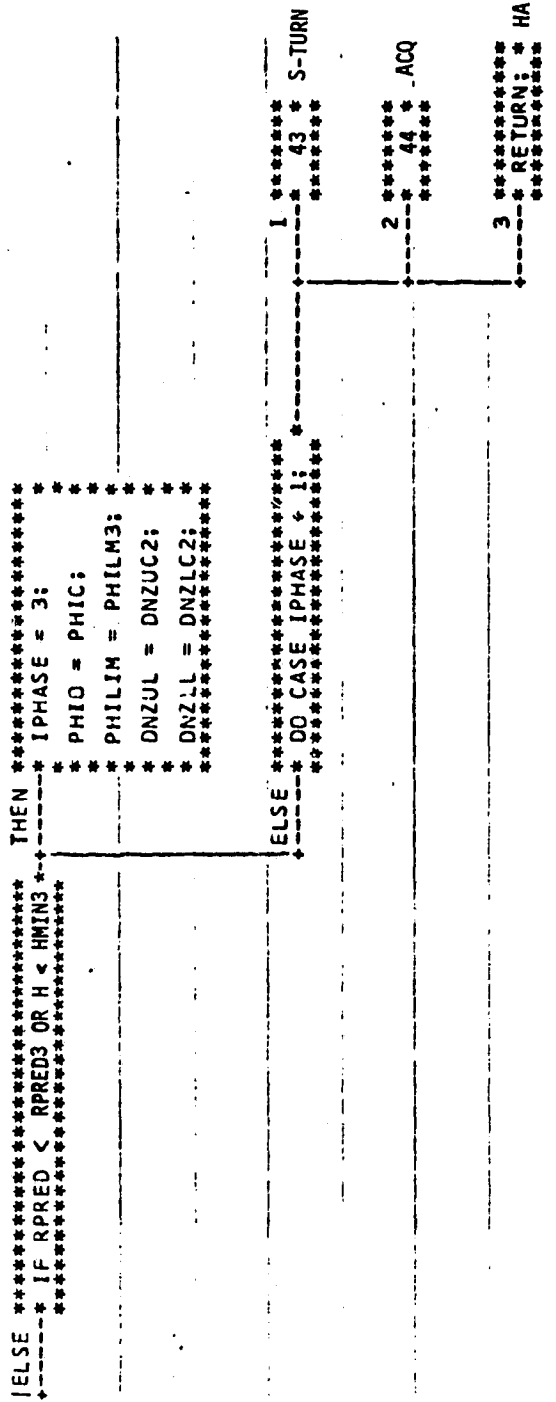 |ELSE ************************************
+-----* IF RPRED < RPRED3 OR H < HMIN3 *-+
************************************
THEN *************************
+-----* IPHASE = 3; *
* *
* PHIO = PHIC; *
* *
* PHILIM = PHILM3; *
* *
* DNZUL = DNZUC2; *
* *
* DNZLL = DNZLC2; *
*************************
ELSE *************************
+-----* DO CASE IPHASE + 1; *
*************************
1 *******
+-----* 43 * S-TURN
*******
2 *******
+-----* 44 * ACQ
*******
3 ***********
+-----* RETURN; * HA
***********